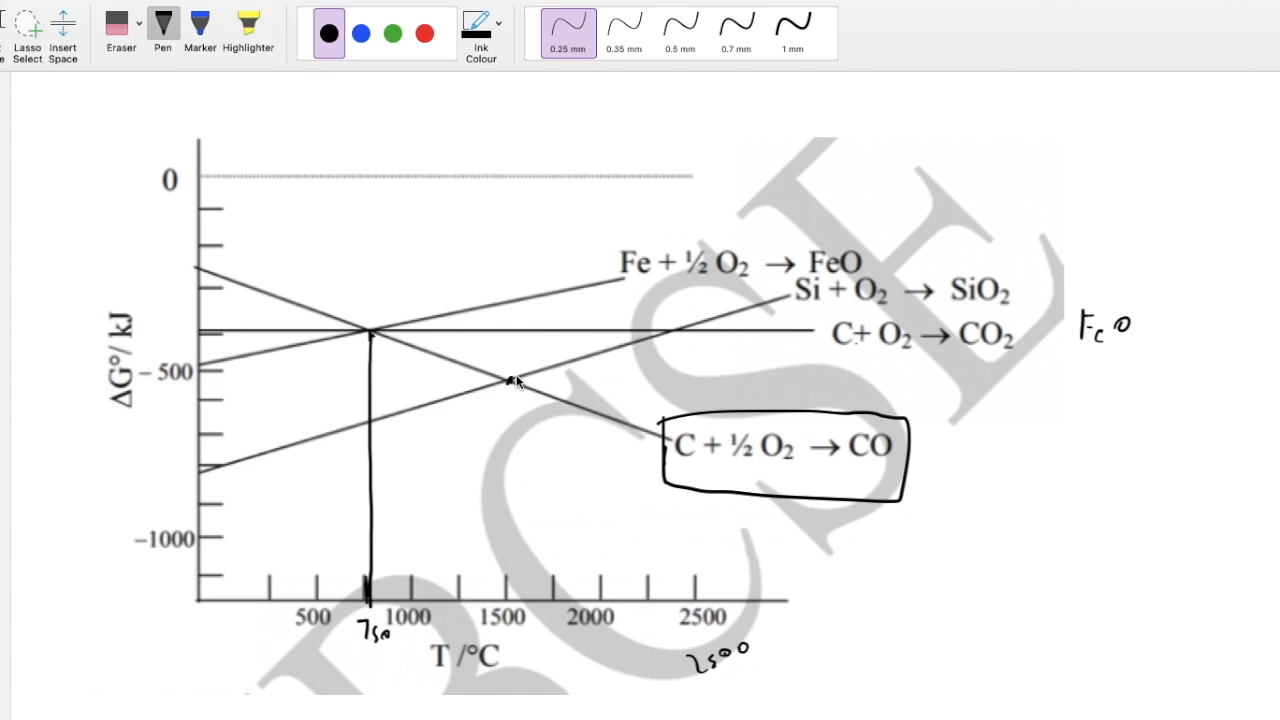 Eraser
Pen
Marker
Highlighter
Lasso
Select
Insert
Space
Ink
Colour
0.25 mm
0.35 mm
0.5 mm
0.7 mm
1 mm
0
Fe + ½ O₂ → FeO
Si + O₂ → SiO₂
C+ O₂ → CO₂
ΔG°/ kJ
– 500
C + ½ O₂ → CO
–1000
500
1000
1500
2000
2500
750
T /°C
2500
BCSE